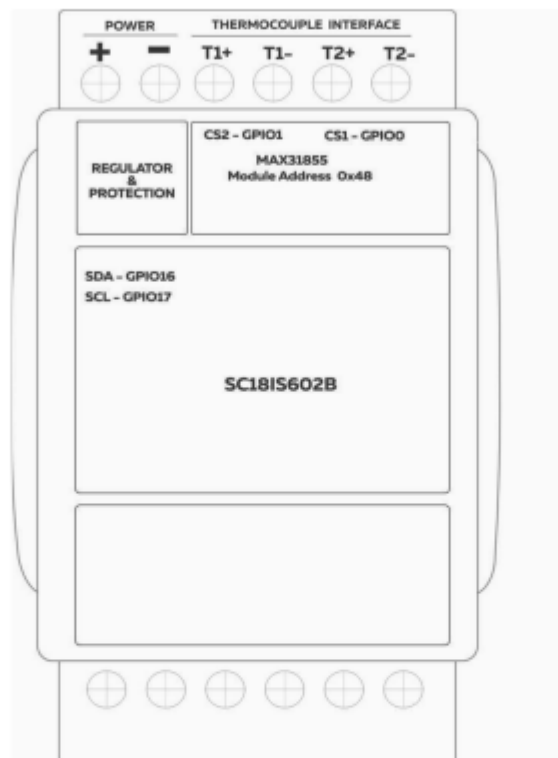 POWER THERMOCOUPLE INTERFACE
+ - T1+ T1- T2+ T2-
CS2 - GPIO1 CS1 - GPIO0
MAX31855
Module Address 0x48
REGULATOR
&
PROTECTION
SDA - GPIO16
SCL - GPIO17
SC18IS602B